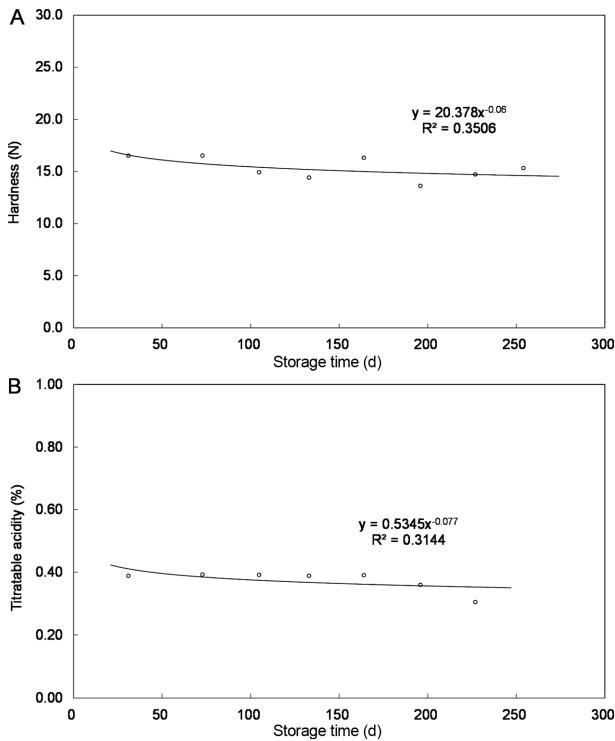 A
30.0
25.0
20.0
15.0
10.0
5.0
0.0
Hardness (N)
y = 20.378x^-0.06
R² = 0.3506
0 50 100 150 200 250 300
Storage time (d)
B
1.00
0.80
0.60
0.40
0.20
0.00
Titratable acidity (%)
y = 0.5345x^-0.077
R² = 0.3144
0 50 100 150 200 250 300
Storage time (d)